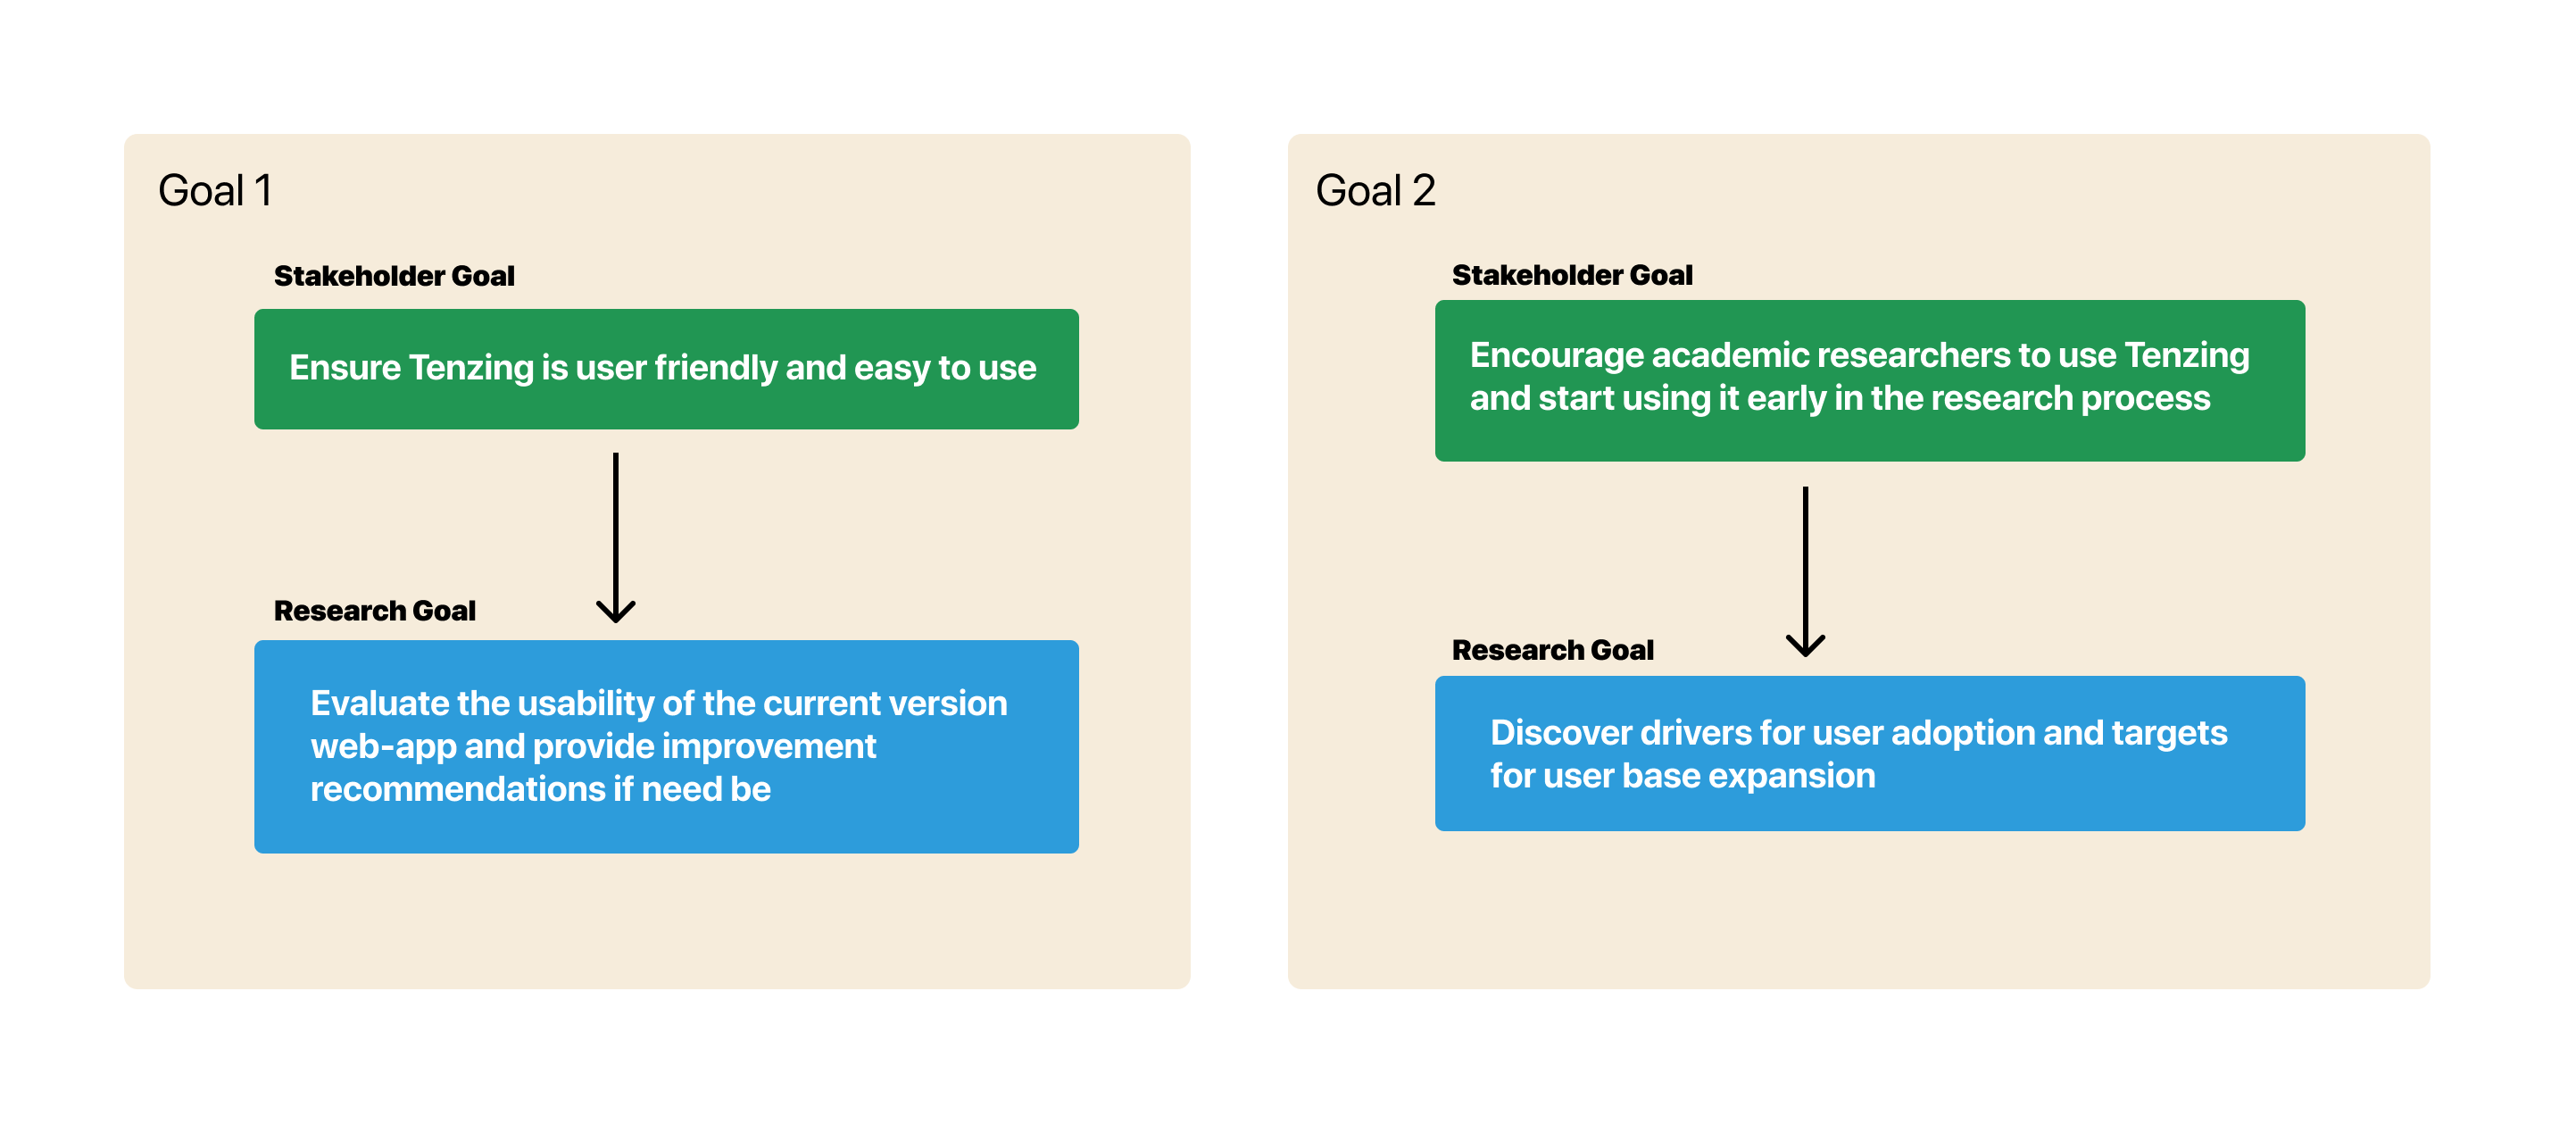 Goal 1
Stakeholder Goal
Ensure Tenzing is user friendly and easy to use
Research Goal
Evaluate the usability of the current version
web-app and provide improvement
recommendations if need be
Goal 2
Stakeholder Goal
Encourage academic researchers to use Tenzing
and start using it early in the research process
Research Goal
Discover drivers for user adoption and targets
for user base expansion